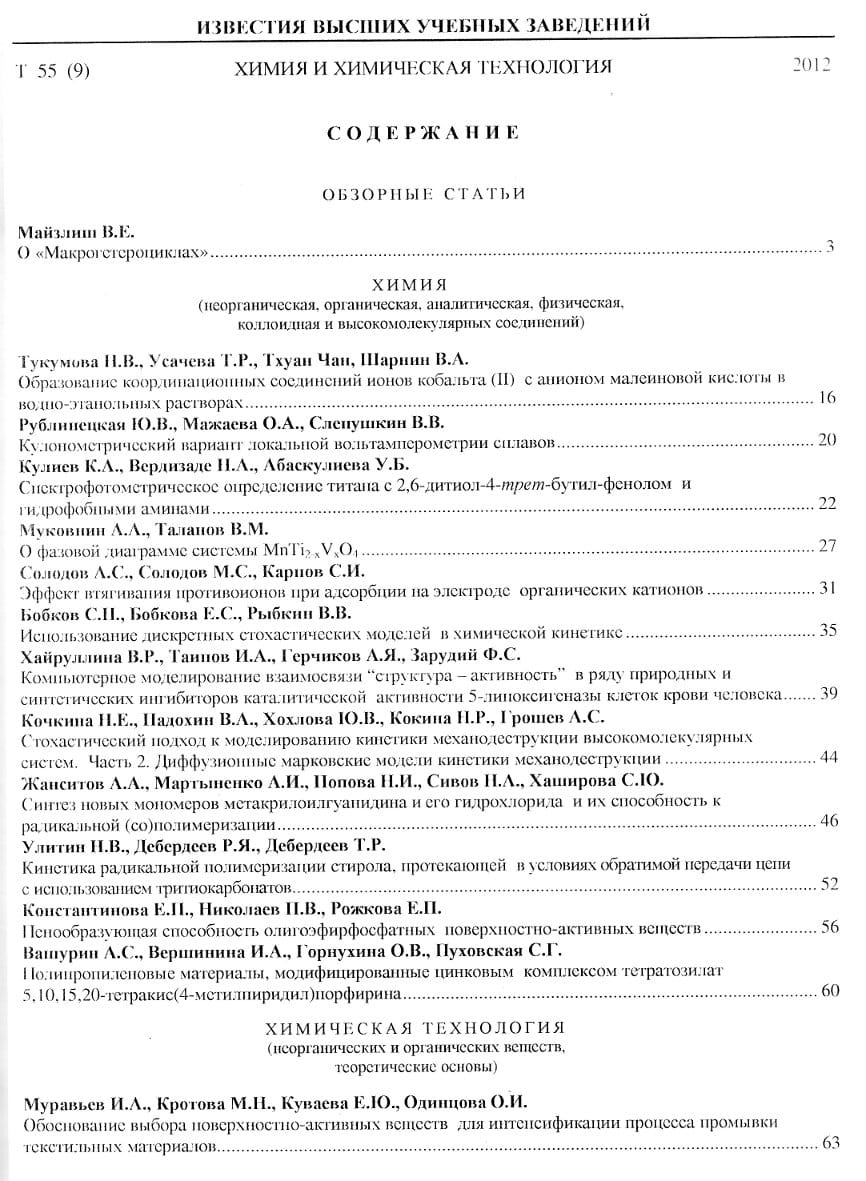 ИЗВЕСТИЯ ВЫСШИХ УЧЕБНЫХ ЗАВЕДЕНИЙ
Т 55 (9) ХИМИЯ И ХИМИЧЕСКАЯ ТЕХНОЛОГИЯ 2012
СОДЕРЖАНИЕ
ОБЗОРНЫЕ СТАТЬИ
Майзлиш В.Е.
О «Макрогетероциклах» 3
ХИМИЯ
(неорганическая, органическая, аналитическая, физическая,
коллоидная и высокомолекулярных соединений)
Тукумова Н.В., Усачева Т.Р., Тхуан Чан, Шарнин В.А.
Образование координационных соединений ионов кобальта (II) с анионом малеиновой кислоты в
водно-этанольных растворах 16
Рублинецкая Ю.В., Мажаева О.А., Слепушкин В.В.
Кулонометрический вариант локальной вольтамперометрии сплавов 20
Кулиев К.А., Вердизаде Н.А., Абаскулиева У.Б.
Спектрофотометрическое определение титана с 2,6-дитиол-4-трет-бутил-фенолом и
гидрофобными аминами 22
Муковнин А.А., Таланов В.М.
О фазовой диаграмме системы MnTi2-xVxO4 27
Солодов А.С., Солодов М.С., Карпов С.И.
Эффект втягивания противоионов при адсорбции на электроде органических катионов 31
Бобков С.П., Бобкова Е.С., Рыбкин В.В.
Использование дискретных стохастических моделей в химической кинетике 35
Хайруллина В.Р., Таипов И.А., Герчиков А.Я., Зарудий Ф.С.
Компьютерное моделирование взаимосвязи “структура – активность” в ряду природных и
синтетических ингибиторов каталитической активности 5-липоксигеназы клеток крови человека 39
Кочкина Н.Е., Падохин В.А., Хохлова Ю.В., Кокина Н.Р., Грошев А.С.
Стохастический подход к моделированию кинетики механодеструкции высокомолекулярных
систем. Часть 2. Диффузионные марковские модели кинетики механодеструкции 44
Жанситов А.А., Мартыненко А.И., Попова Н.И., Сивов Н.А., Хаширова С.Ю.
Синтез новых мономеров метакрилоилгуанидина и его гидрохлорида и их способность к
радикальной (со)полимеризации 46
Улитин Н.В., Дебердеев Р.Я., Дебердеев Т.Р.
Кинетика радикальной полимеризации стирола, протекающей в условиях обратимой передачи цепи
с использованием тритиокарбонатов 52
Константинова Е.П., Николаев П.В., Рожкова Е.П.
Пенообразующая способность олигоэфирфосфатных поверхностно-активных веществ 56
Вашурин А.С., Вершинина И.А., Горнухина О.В., Пуховская С.Г.
Полипропиленовые материалы, модифицированные цинковым комплексом тетратозилат
5,10,15,20-тетракис(4-метилпиридил)порфирина 60
ХИМИЧЕСКАЯ ТЕХНОЛОГИЯ
(неорганических и органических веществ,
теоретические основы)
Муравьев И.А., Кротова М.Н., Куваева Е.Ю., Одинцова О.И.
Обоснование выбора поверхностно-активных веществ для интенсификации процесса промывки
текстильных материалов 63